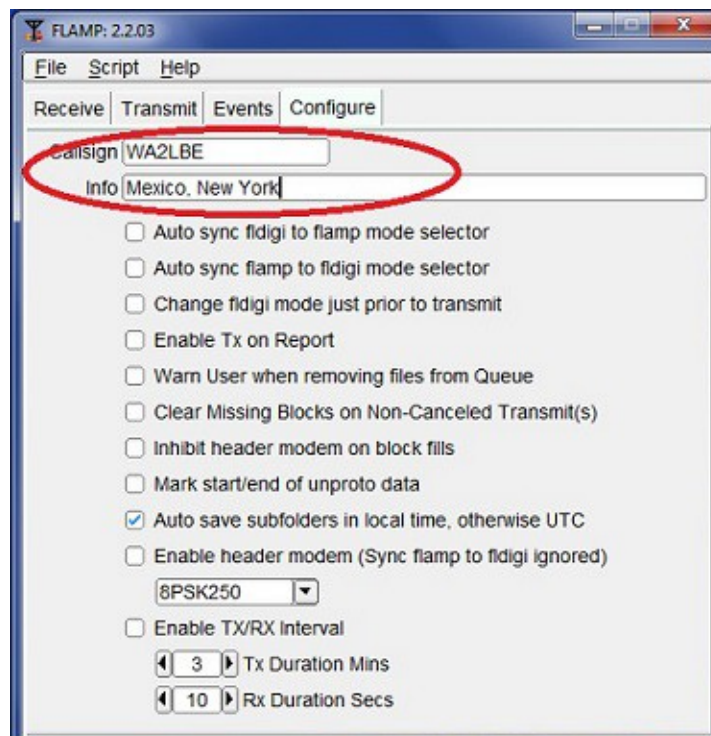 FLAMP: 2.2.03
File Script Help
Receive Transmit Events Configure
Callsign WA2LBE
Info Mexico, New York
Auto sync fldigi to flamp mode selector
Auto sync flamp to fldigi mode selector
Change fldigi mode just prior to transmit
Enable Tx on Report
Warn User when removing files from Queue
Clear Missing Blocks on Non-Canceled Transmit(s)
Inhibit header modem on block fills
Mark start/end of unproto data
Auto save subfolders in local time, otherwise UTC
Enable header modem (Sync flamp to fldigi ignored)
8PSK250
Enable TX/RX Interval
3 Tx Duration Mins
10 Rx Duration Secs